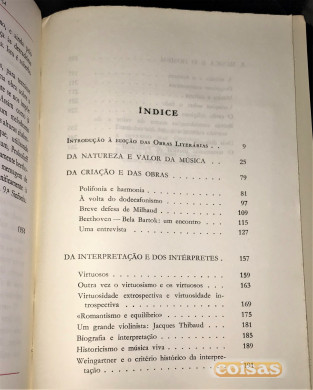 ÍNDICE
Introdução à edição das Obras Literárias . . 9
DA NATUREZA E VALOR DA MÚSICA . . 25
DA CRIAÇÃO E DAS OBRAS . . . . 79
Polifonia e harmonia . . . . 81
À volta do dodecafonismo . . . . 97
Breve defesa de Milhaud . . . . 109
Beethoven — Bela Bartok: um encontro . . 115
Uma entrevista . . . . 127
DA INTERPRETAÇÃO E DOS INTÉRPRETES . 157
Virtuosos . . . . 159
Outra vez o virtuosismo e os virtuosos . . 163
Virtuosidade extrospectiva e virtuosidade in-
trospectiva . . . . 169
«Romantismo e equilíbrio» . . . . 175
Um grande violinista: Jacques Thibaud . . 181
Biografia e interpretação . . . . 185
Historicismo e música viva . . . . 189
Weingartner e o critério histórico da interpre-
tação . . . .
coisas